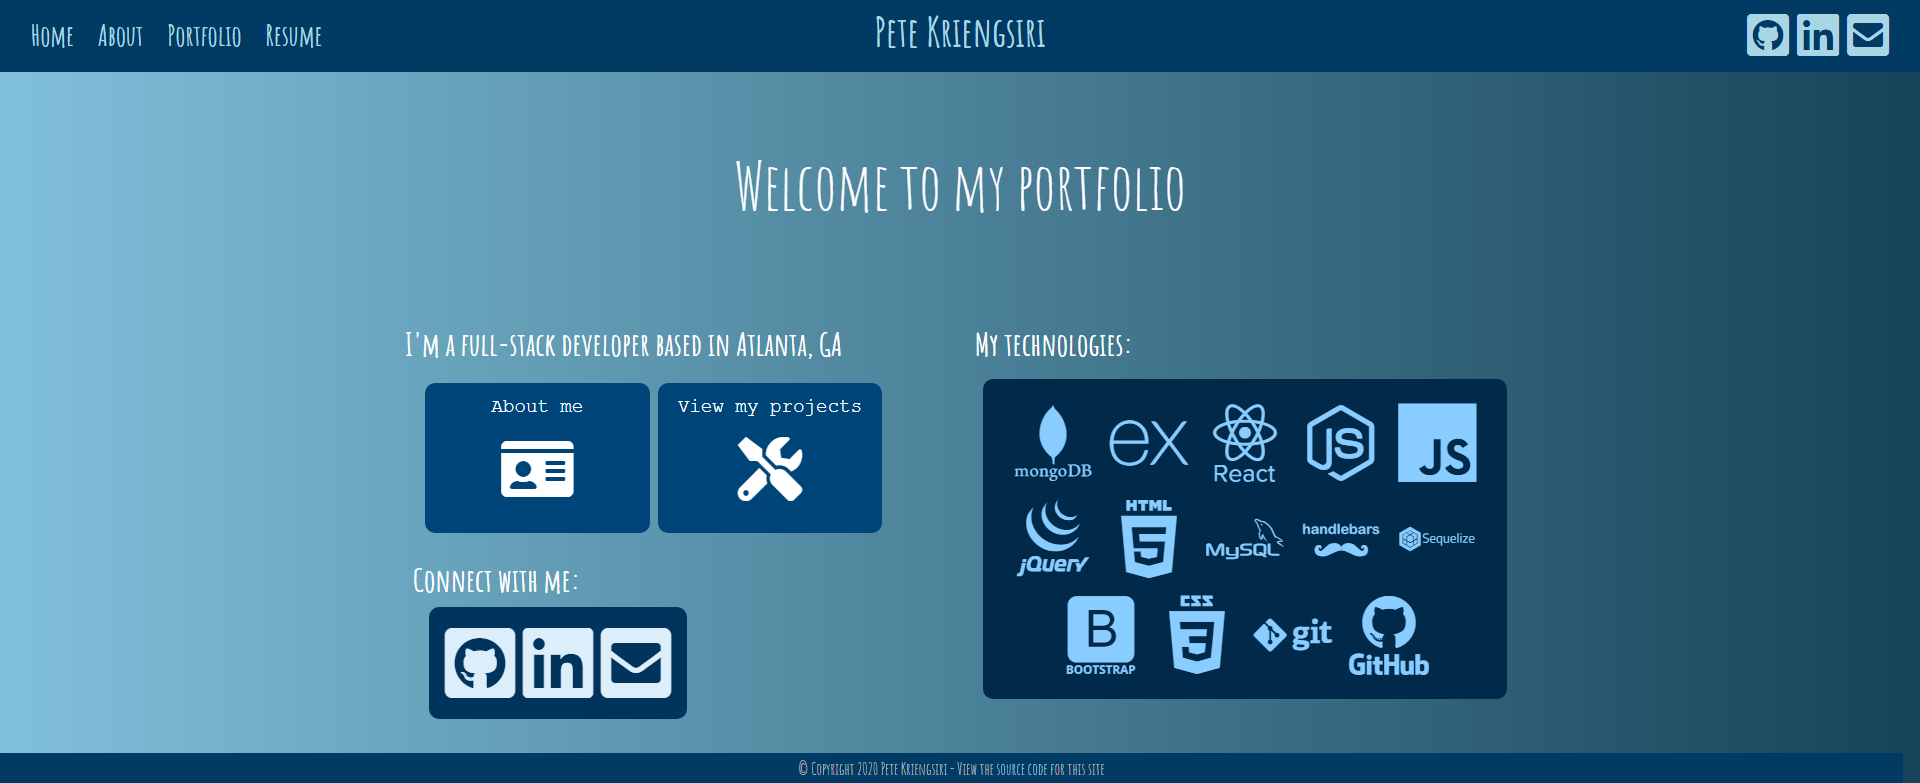 Home About Portfolio Resume
Pete Kriengsiri
in
Welcome to my portfolio
I'm a full-stack developer based in Atlanta, GA
About me
View my projects
Connect with me:
in
My technologies:
mongoDB
ex
React
JS
JS
jQuery
HTML
5
MySQL
handlebars
Sequelize
B
BOOTSTRAP
CSS
3
git
GitHub
© Copyright 2020 Pete Kriengsiri - View the source code for this site